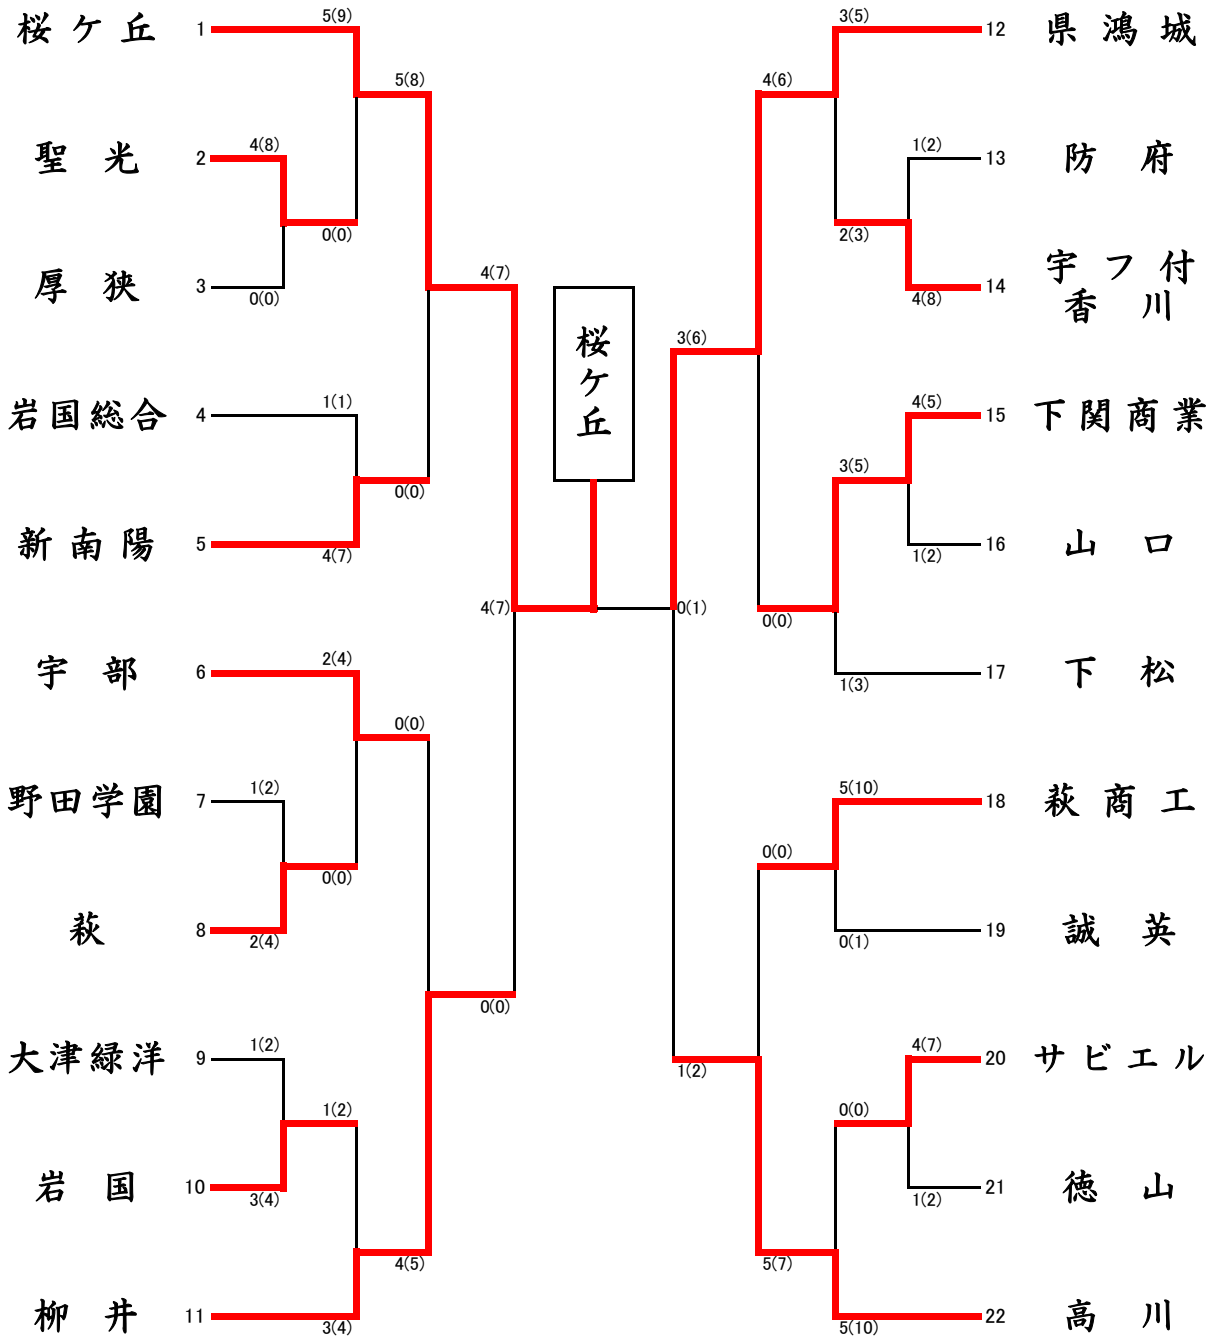 桜ケ丘 1 5(9)
5(8)
聖光 2 4(8)
0(0)
厚狭 3 0(0)
4(7)
岩国総合 4 1(1)
0(0)
新南陽 5 4(7)
4(7)
宇部 6 2(4)
0(0)
野田学園 7 1(2)
0(0)
萩 8 2(4)
0(0)
大津緑洋 9 1(2)
1(2)
岩国 10 3(4)
4(5)
柳井 11 3(4)
桜ケ丘
3(5) 12 県鴻城
4(6)
1(2) 13 防府
2(3)
4(8) 14 宇フ付
香川
3(6)
4(5) 15 下関商業
3(5)
1(2) 16 山口
0(1)
0(0)
1(3) 17 下松
5(10) 18 萩商工
0(0)
0(1) 19 誠英
1(2)
4(7) 20 サビエル
0(0)
1(2) 21 徳山
5(7)
5(10) 22 高川